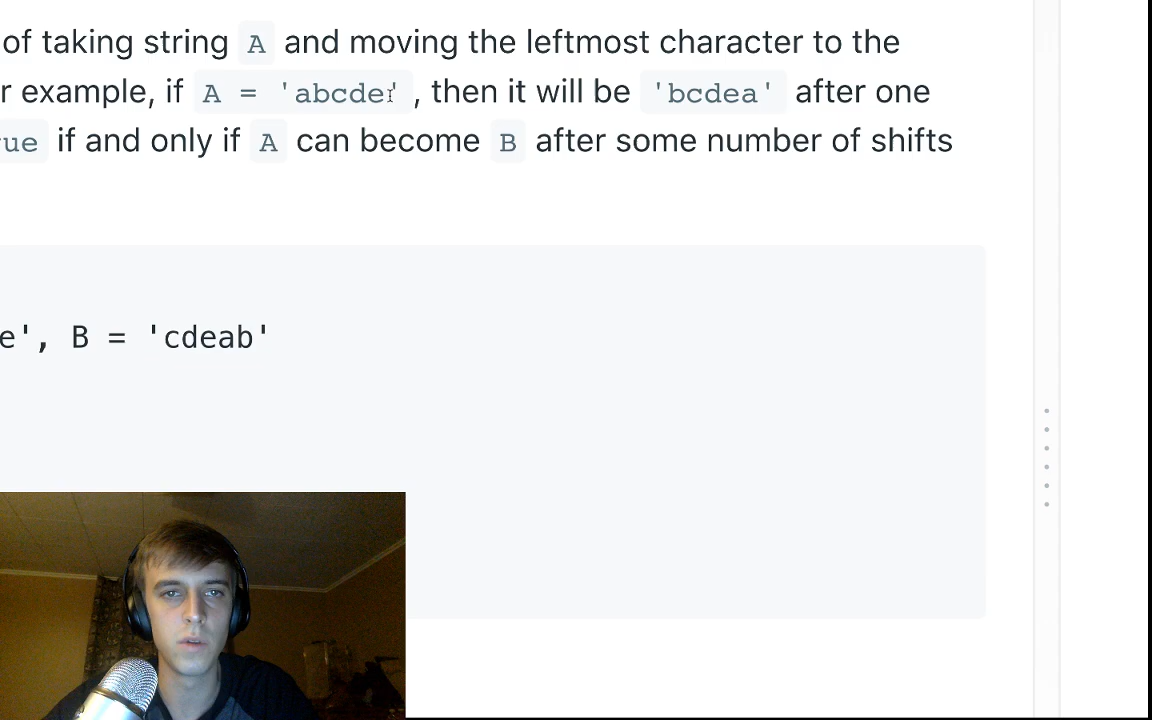 of taking string A and moving the leftmost character to the
r example, if A = 'abcde', then it will be 'bcdea' after one
ue if and only if A can become B after some number of shifts
e', B = 'cdeab'